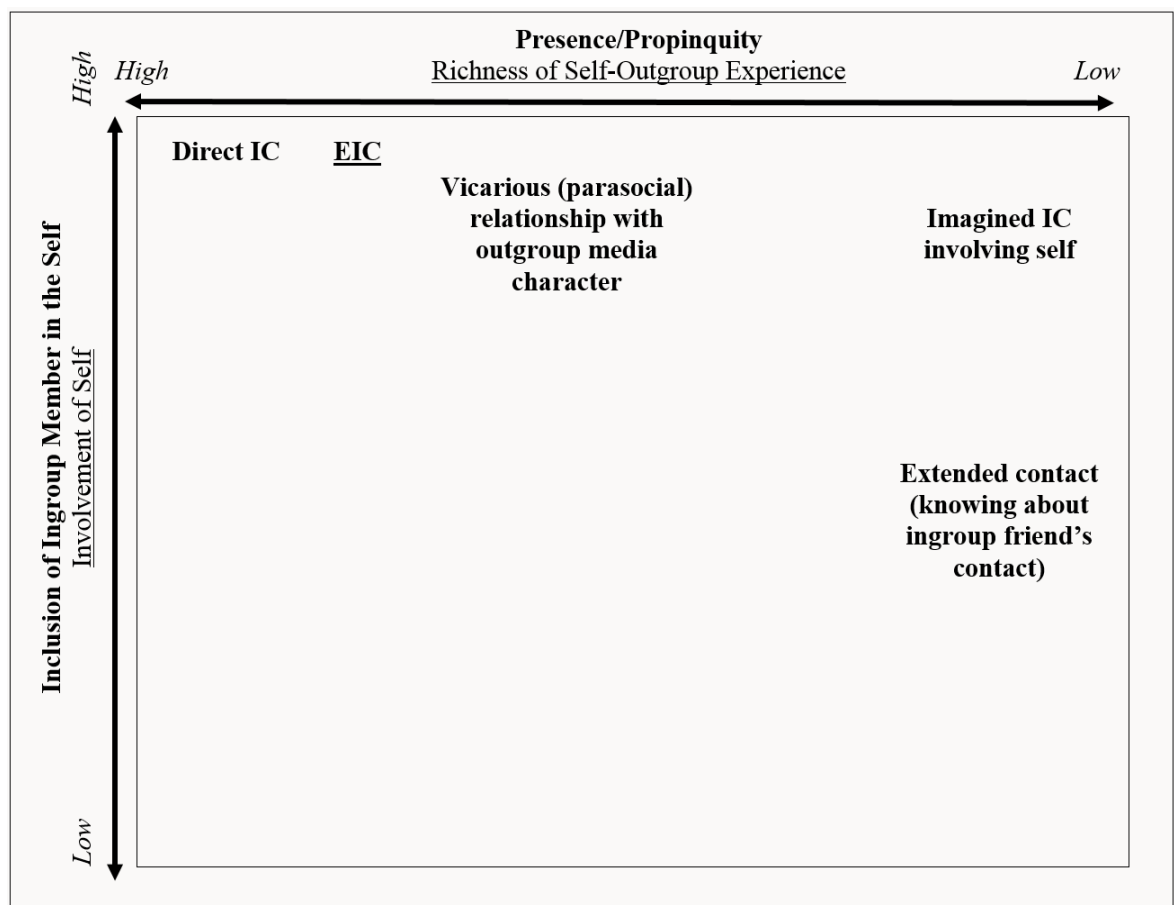 Presence/Propinquity
Richness of Self-Outgroup Experience
High
High
Low
Direct IC
EIC
Vicarious (parasocial)
relationship with
outgroup media
character
Imagined IC
involving self
Inclusion of Ingroup Member in the Self
Involvement of Self
Extended contact
(knowing about
ingroup friend’s
contact)
Low